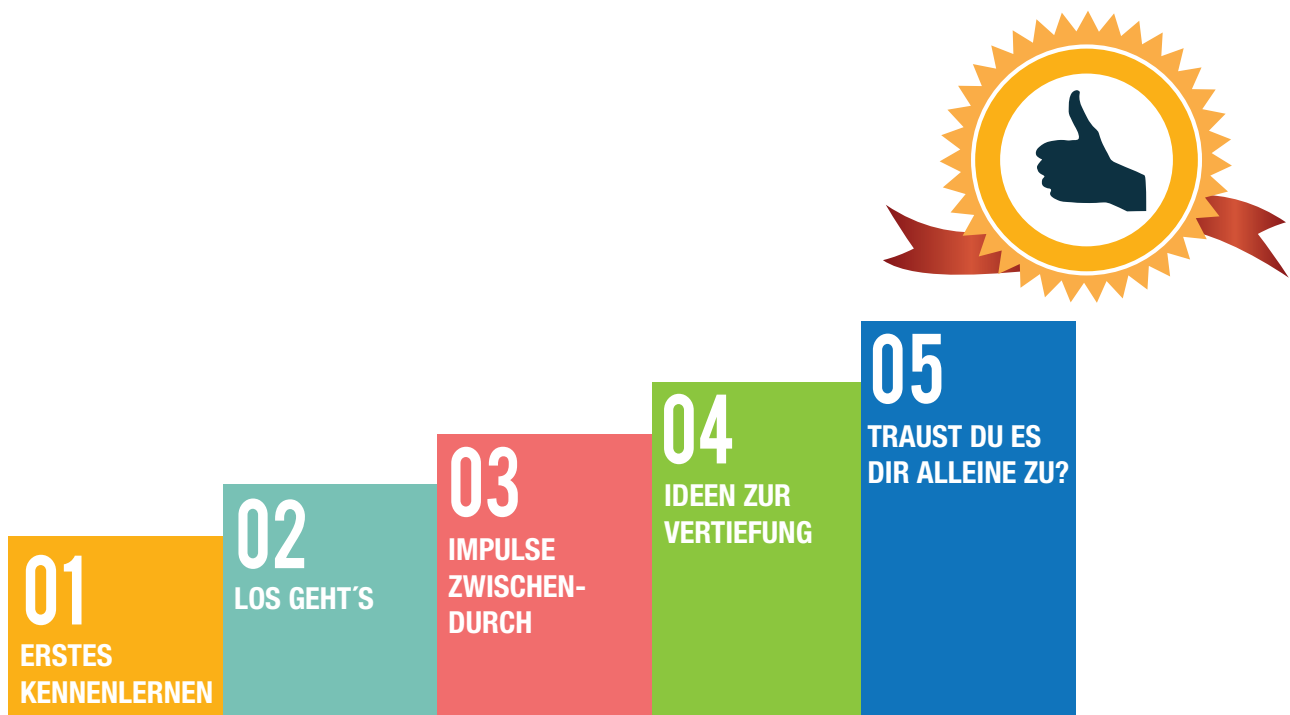 01
ERSTES
KENNENLERNEN
02
LOS GEHT´S
03
IMPULSE
ZWISCHEN-
DURCH
04
IDEEN ZUR
VERTIEFUNG
05
TRAUST DU ES
DIR ALLEINE ZU?